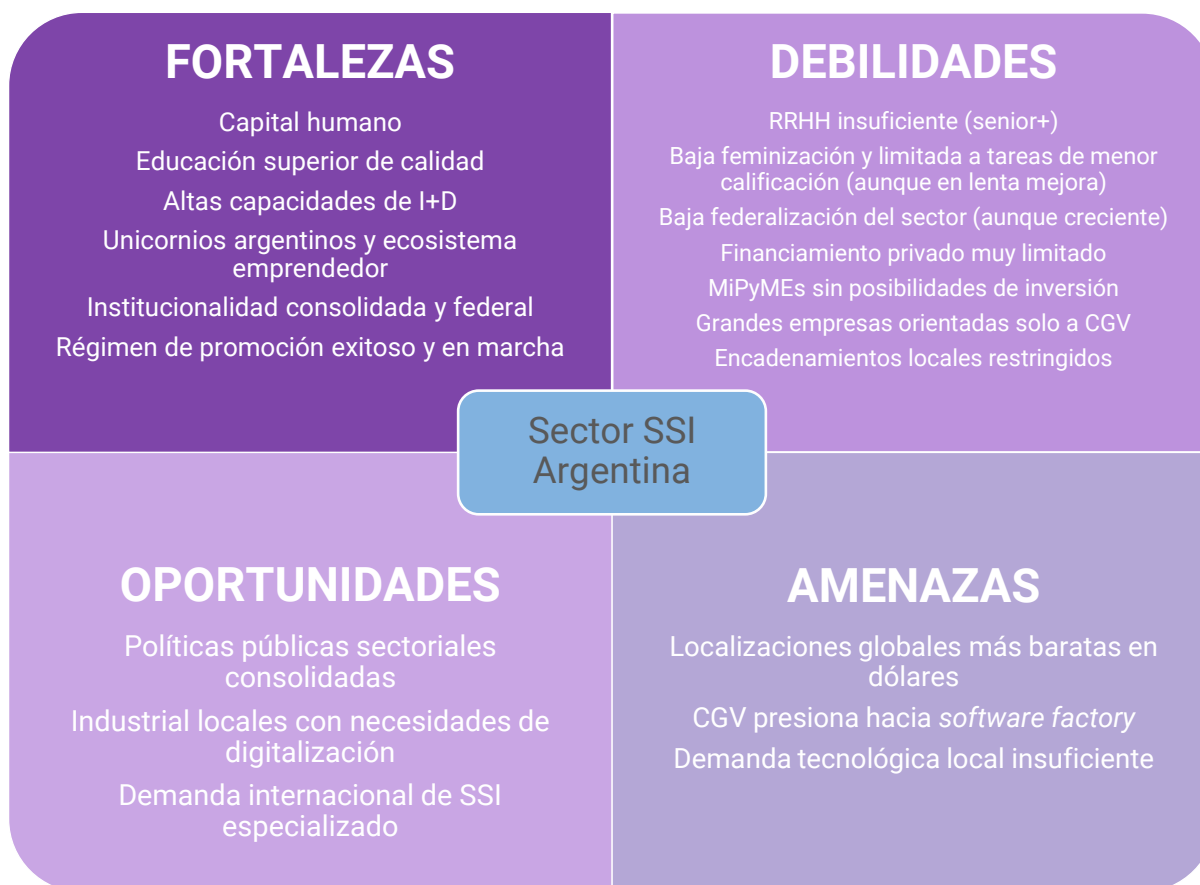 FORTALEZAS
Capital humano
Educación superior de calidad
Altas capacidades de I+D
Unicornios argentinos y ecosistema
emprendedor
Institucionalidad consolidada y federal
Régimen de promoción exitoso y en marcha
DEBILIDADES
RRHH insuficiente (senior+)
Baja feminización y limitada a tareas de menor
calificación (aunque en lenta mejora)
Baja federalización del sector (aunque creciente)
Financiamiento privado muy limitado
MiPyMEs sin posibilidades de inversión
Grandes empresas orientadas solo a CGV
Encadenamientos locales restringidos
Sector SSI
Argentina
OPORTUNIDADES
Políticas públicas sectoriales
consolidadas
Industrial locales con necesidades de
digitalización
Demanda internacional de SSI
especializado
AMENAZAS
Localizaciones globales más baratas en
dólares
CGV presiona hacia software factory
Demanda tecnológica local insuficiente